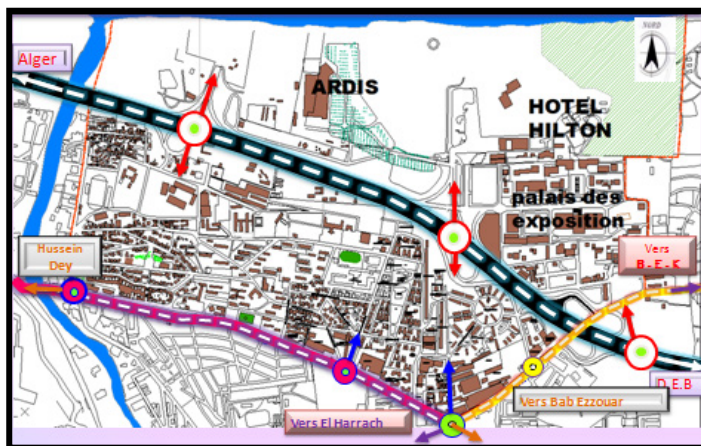 Alger
NORD
ARDIS
HOTEL
HILTON
palais des
exposition
Hussein
Dey
Vers
B-E-K
D.E.B
Vers Bab Ezzouar
Vers El Harrach